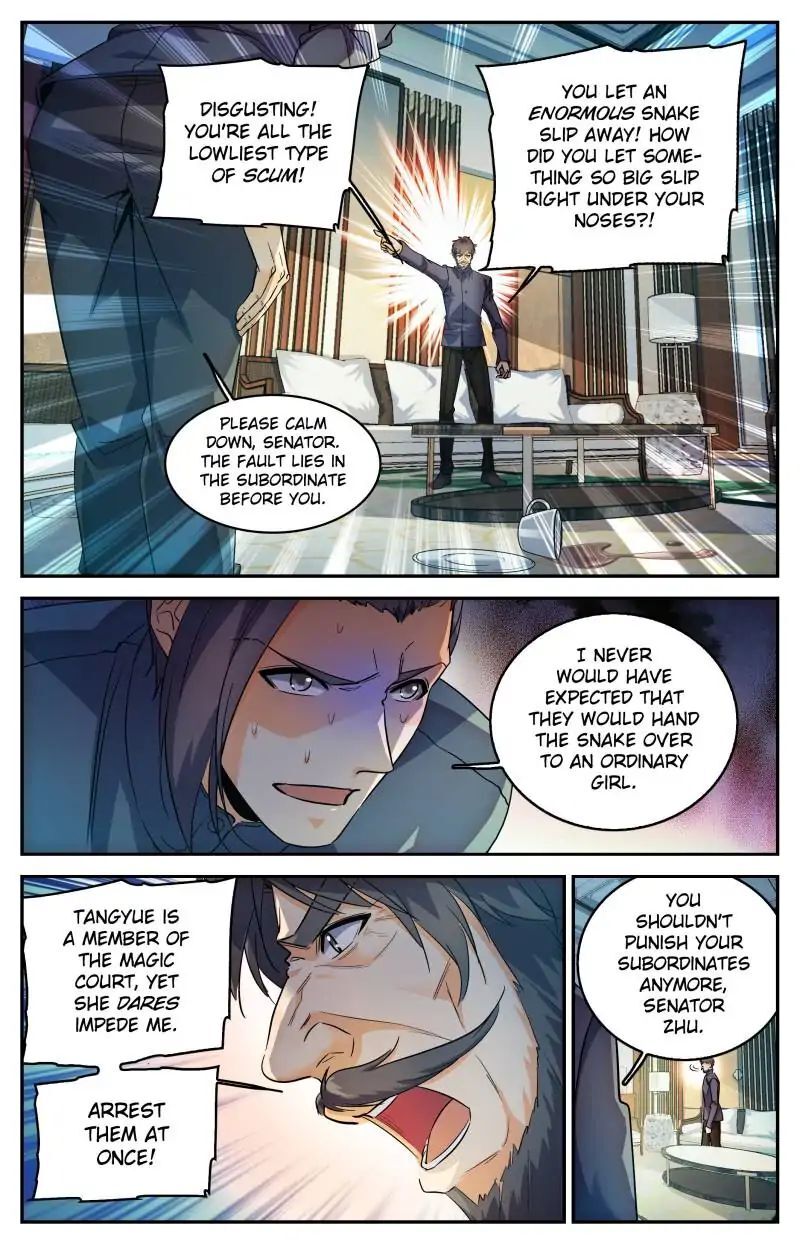 DISGUSTING!
YOU'RE ALL THE
LOWLIEST TYPE
OF SCUM!
YOU LET AN
ENORMOUS SNAKE
SLIP AWAY! HOW
DID YOU LET SOME-
THING SO BIG SLIP
RIGHT UNDER YOUR
NOSES?!
PLEASE CALM
DOWN, SENATOR.
THE FAULT LIES IN
THE SUBORDINATE
BEFORE YOU.
I NEVER
WOULD HAVE
EXPECTED THAT
THEY WOULD HAND
THE SNAKE OVER
TO AN ORDINARY
GIRL.
TANGYUE IS
A MEMBER OF
THE MAGIC
COURT, YET
SHE DARES
IMPEDE ME.
ARREST
THEM AT
ONCE!
YOU
SHOULDN'T
PUNISH YOUR
SUBORDINATES
ANYMORE,
SENATOR
ZHU.